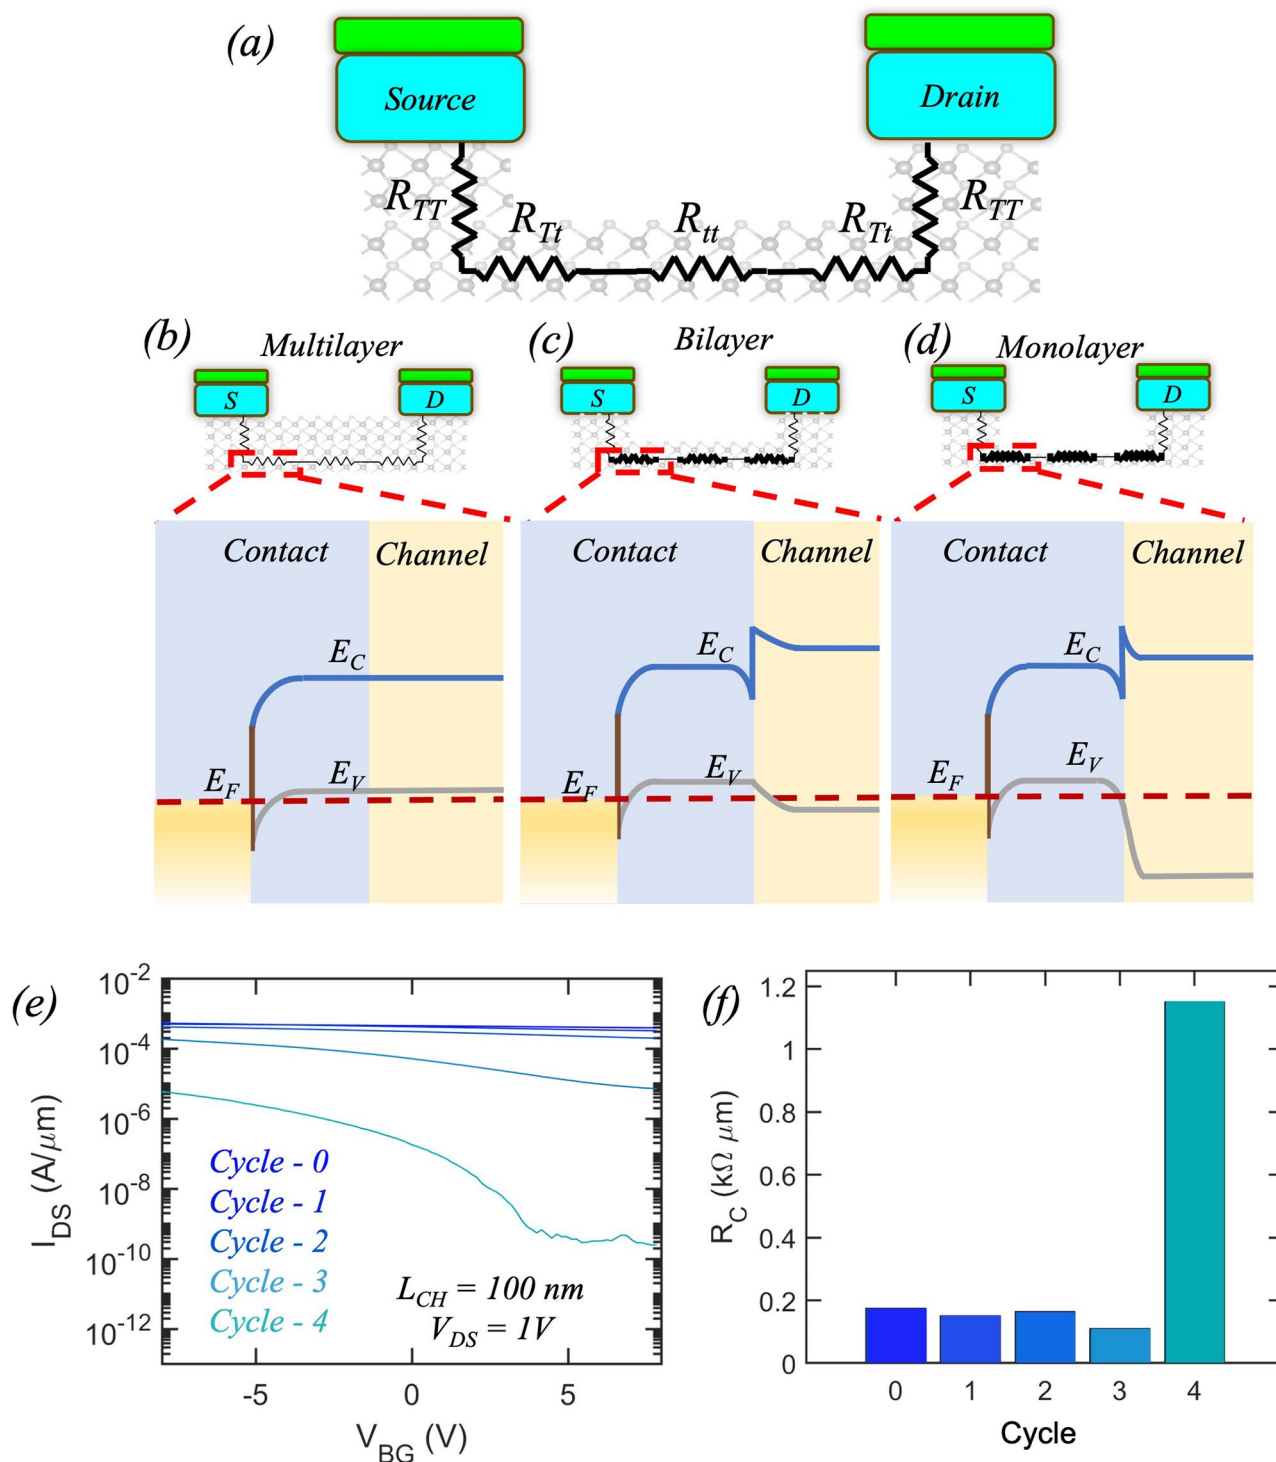 (a)
Source
Drain
R_TT
R_Tt
R_tt
R_Tt
R_TT
(b) Multilayer
S
D
(c) Bilayer
S
D
(d) Monolayer
S
D
Contact Channel
E_C
E_F
E_V
Contact Channel
E_C
E_F
E_V
Contact Channel
E_C
E_F
E_V
(e)
I_DS (A/μm)
10^-2
10^-4
10^-6
10^-8
10^-10
10^-12
Cycle - 0
Cycle - 1
Cycle - 2
Cycle - 3
Cycle - 4
L_CH = 100 nm
V_DS = 1V
-5 0 5
V_BG (V)
(f)
R_C (kΩ μm)
1.2
1
0.8
0.6
0.4
0.2
0
0 1 2 3 4
Cycle